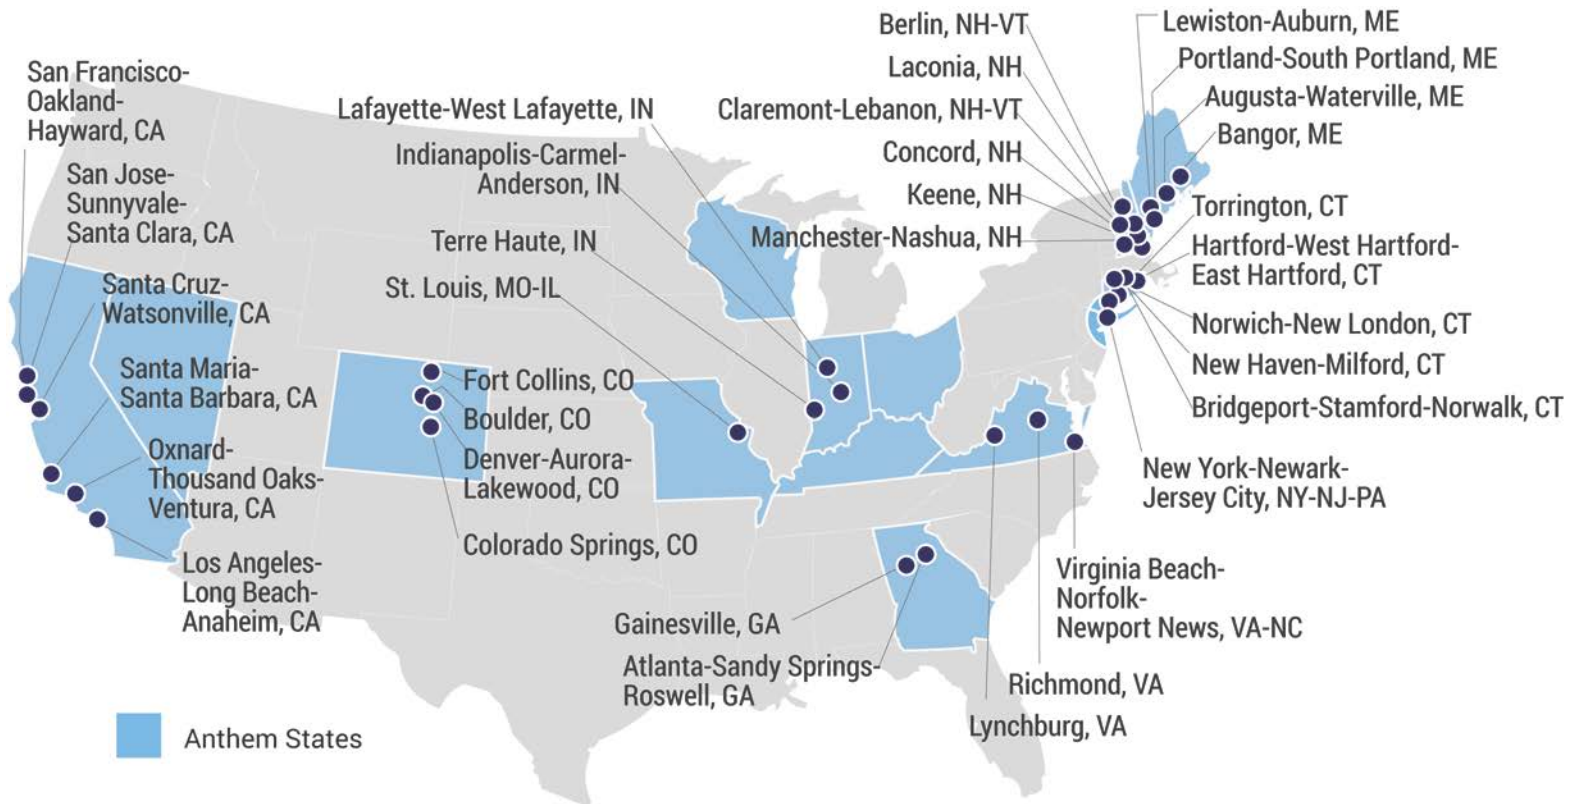 San Francisco-
Oakland-
Hayward, CA
San Jose-
Sunnyvale-
Santa Clara, CA
Santa Cruz-
Watsonville, CA
Santa Maria-
Santa Barbara, CA
Oxnard-
Thousand Oaks-
Ventura, CA
Los Angeles-
Long Beach-
Anaheim, CA
Lafayette-West Lafayette, IN
Indianapolis-Carmel-
Anderson, IN
Terre Haute, IN
St. Louis, MO-IL
Fort Collins, CO
Boulder, CO
Denver-Aurora-
Lakewood, CO
Colorado Springs, CO
Gainesville, GA
Atlanta-Sandy Springs-
Roswell, GA
Berlin, NH-VT
Laconia, NH
Claremont-Lebanon, NH-VT
Concord, NH
Keene, NH
Manchester-Nashua, NH
Lewiston-Auburn, ME
Portland-South Portland, ME
Augusta-Waterville, ME
Bangor, ME
Torrington, CT
Hartford-West Hartford-
East Hartford, CT
Norwich-New London, CT
New Haven-Milford, CT
Bridgeport-Stamford-Norwalk, CT
New York-Newark-
Jersey City, NY-NJ-PA
Virginia Beach-
Norfolk-
Newport News, VA-NC
Richmond, VA
Lynchburg, VA
Anthem States